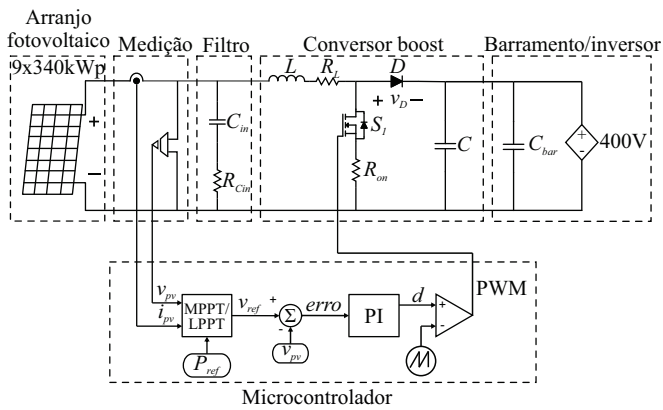 Arranjo
fotovoltaico
9x340kWp
Medição
Filtro
Conversor boost
Barramento/inversor
L
R_L
D
+ v_D −
S_1
C_in
R_Cin
R_on
C
C_bar
+
-
400V
+
−
v_pv
i_pv
MPPT/
LPPT
P_ref
v_ref
+
Σ
-
v_pv
erro
PI
d
+
-
PWM
Microcontrolador